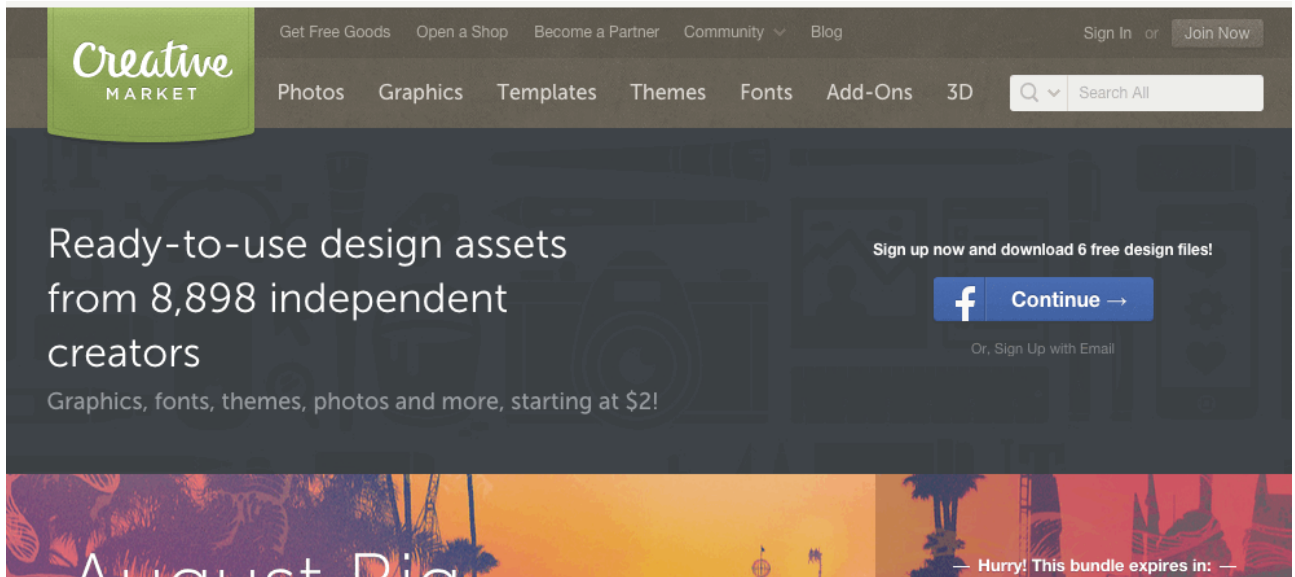 Creative
MARKET
Get Free Goods Open a Shop Become a Partner Community Blog
Sign In or Join Now
Photos Graphics Templates Themes Fonts Add-Ons 3D
Search All
Ready-to-use design assets
from 8,898 independent
creators
Graphics, fonts, themes, photos and more, starting at $2!
Sign up now and download 6 free design files!
f Continue →
Or, Sign Up with Email
August Big
— Hurry! This bundle expires in: —